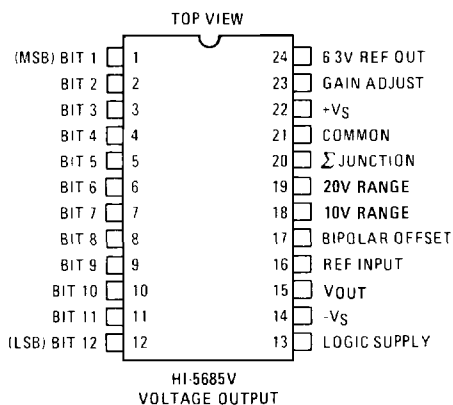 TOP VIEW
(MSB) BIT 1 1 24 6 3V REF OUT
BIT 2 2 23 GAIN ADJUST
BIT 3 3 22 +VS
BIT 4 4 21 COMMON
BIT 5 5 20 Σ JUNCTION
BIT 6 6 19 20V RANGE
BIT 7 7 18 10V RANGE
BIT 8 8 17 BIPOLAR OFFSET
BIT 9 9 16 REF INPUT
BIT 10 10 15 VOUT
BIT 11 11 14 -VS
(LSB) BIT 12 12 13 LOGIC SUPPLY
HI-5685V
VOLTAGE OUTPUT